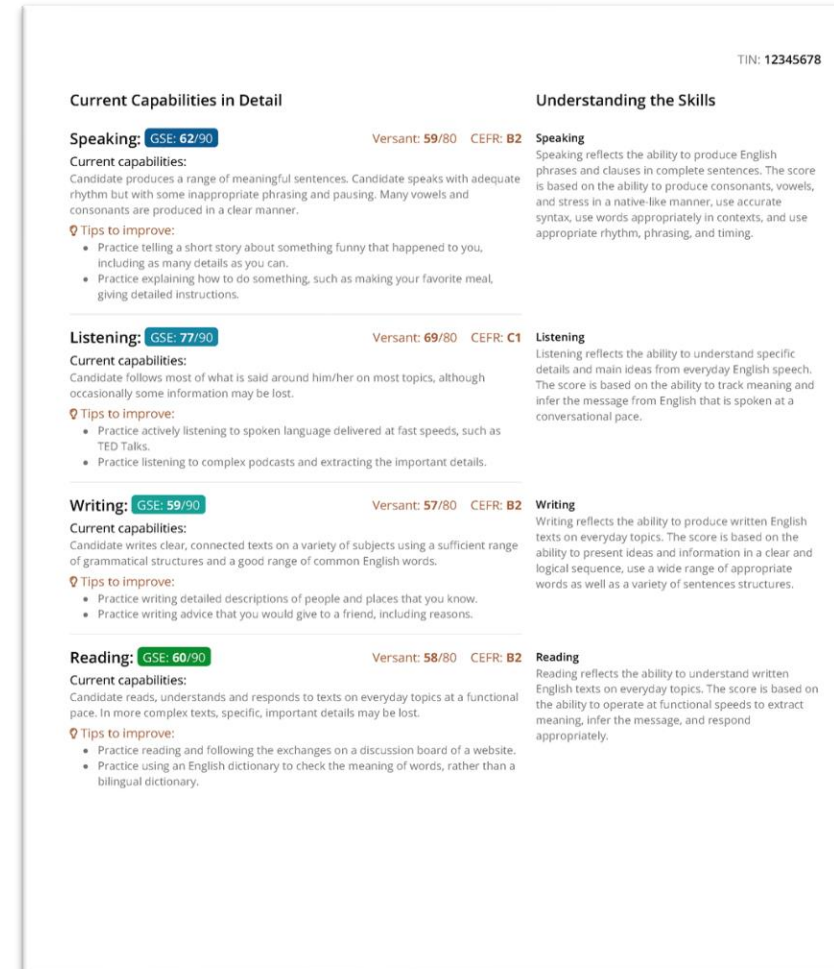 TIN: 12345678
Current Capabilities in Detail
Speaking: GSE: 62/90 Versant: 59/80 CEFR: B2
Current capabilities:
Candidate produces a range of meaningful sentences. Candidate speaks with adequate
rhythm but with some inappropriate phrasing and pausing. Many vowels and
consonants are produced in a clear manner.
Tips to improve:
• Practice telling a short story about something funny that happened to you,
including as many details as you can.
• Practice explaining how to do something, such as making your favorite meal,
giving detailed instructions.
Listening: GSE: 77/90 Versant: 69/80 CEFR: C1
Current capabilities:
Candidate follows most of what is said around him/her on most topics, although
occasionally some information may be lost.
Tips to improve:
• Practice actively listening to spoken language delivered at fast speeds, such as
TED Talks.
• Practice listening to complex podcasts and extracting the important details.
Writing: GSE: 59/90 Versant: 57/80 CEFR: B2
Current capabilities:
Candidate writes clear, connected texts on a variety of subjects using a sufficient range
of grammatical structures and a good range of common English words.
Tips to improve:
• Practice writing detailed descriptions of people and places that you know.
• Practice writing advice that you would give to a friend, including reasons.
Reading: GSE: 60/90 Versant: 58/80 CEFR: B2
Current capabilities:
Candidate reads, understands and responds to texts on everyday topics at a functional
pace. In more complex texts, specific, important details may be lost.
Tips to improve:
• Practice reading and following the exchanges on a discussion board of a website.
• Practice using an English dictionary to check the meaning of words, rather than a
bilingual dictionary.
Understanding the Skills
Speaking
Speaking reflects the ability to produce English
phrases and clauses in complete sentences. The score
is based on the ability to produce consonants, vowels,
and stress in a native-like manner, use accurate
syntax, use words appropriately in contexts, and use
appropriate rhythm, phrasing, and timing.
Listening
Listening reflects the ability to understand specific
details and main ideas from everyday English speech.
The score is based on the ability to track meaning and
infer the message from English that is spoken at a
conversational pace.
Writing
Writing reflects the ability to produce written English
texts on everyday topics. The score is based on the
ability to present ideas and information in a clear and
logical sequence, use a wide range of appropriate
words as well as a variety of sentences structures.
Reading
Reading reflects the ability to understand written
English texts on everyday topics. The score is based on
the ability to operate at functional speeds to extract
meaning, infer the message, and respond
appropriately.